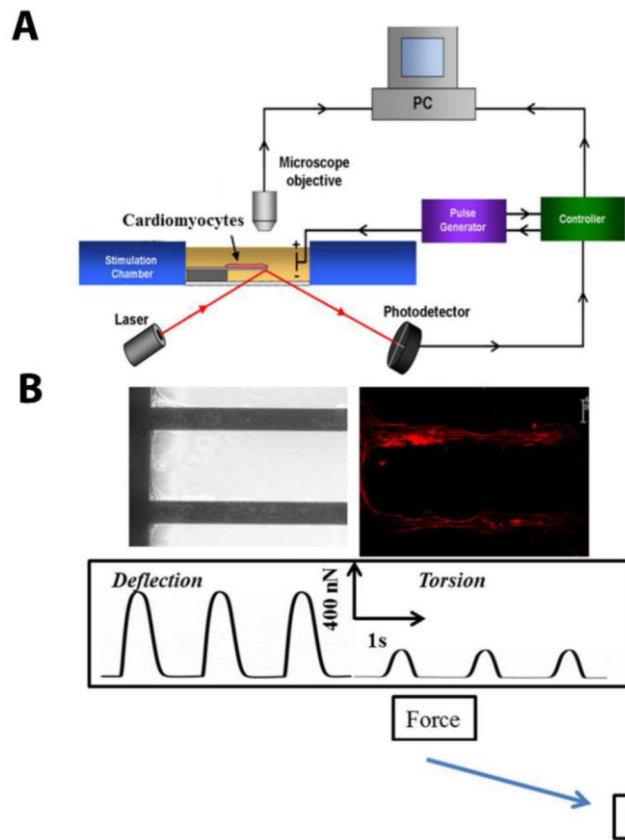 A
PC
Microscope
objective
Cardiomyocytes
+
-
Pulse
Generator
Controller
Stimulation
Chamber
Laser
Photodetector
B
Deflection
400 nN
Torsion
1s
Force